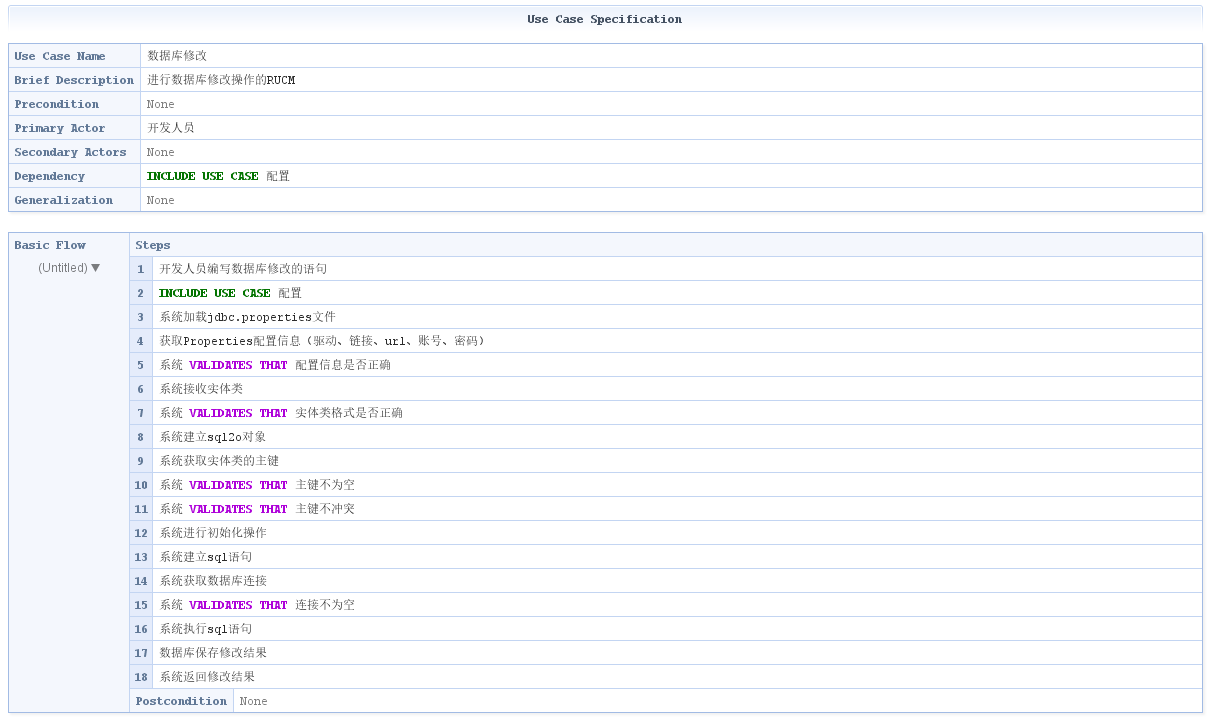 Use Case Specification
Use Case Name 数据库修改
Brief Description 进行数据库修改操作的RUCM
Precondition None
Primary Actor 开发人员
Secondary Actors None
Dependency INCLUDE USE CASE 配置
Generalization None
Basic Flow Steps
(Untitled) ▼
1 开发人员编写数据库修改的语句
2 INCLUDE USE CASE 配置
3 系统加载jdbc.properties文件
4 获取Properties配置信息（驱动、链接、url、账号、密码）
5 系统 VALIDATES THAT 配置信息是否正确
6 系统接收实体类
7 系统 VALIDATES THAT 实体类格式是否正确
8 系统建立sql2o对象
9 系统获取实体类的主键
10 系统 VALIDATES THAT 主键不为空
11 系统 VALIDATES THAT 主键不冲突
12 系统进行初始化操作
13 系统建立sql语句
14 系统获取数据库连接
15 系统 VALIDATES THAT 连接不为空
16 系统执行sql语句
17 数据库保存修改结果
18 系统返回修改结果
Postcondition None